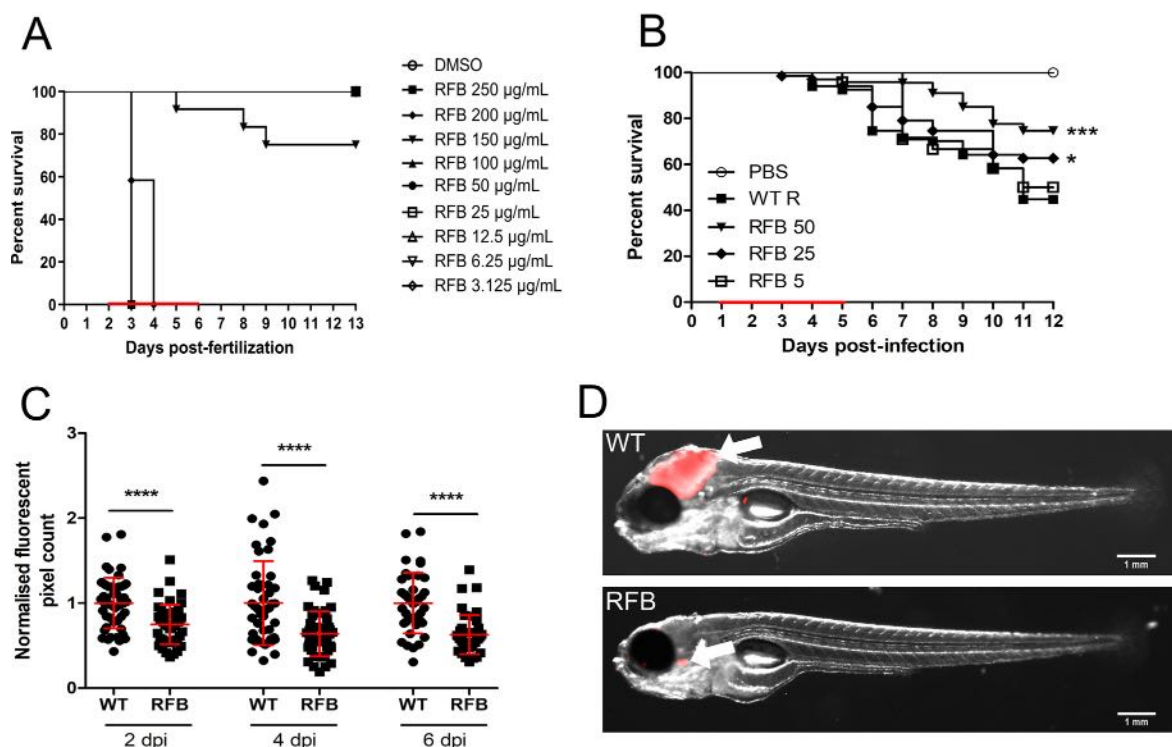 A
Percent survival
100
80
60
40
20
0
0 1 2 3 4 5 6 7 8 9 10 11 12 13
Days post-fertilization
DMSO
RFB 250 µg/mL
RFB 200 µg/mL
RFB 150 µg/mL
RFB 100 µg/mL
RFB 50 µg/mL
RFB 25 µg/mL
RFB 12.5 µg/mL
RFB 6.25 µg/mL
RFB 3.125 µg/mL
B
Percent survival
100
80
60
40
20
0
PBS
WT R
RFB 50
RFB 25
RFB 5
***
*
0 1 2 3 4 5 6 7 8 9 10 11 12
Days post-infection
C
Normalised fluorescent
pixel count
3
2
1
0
****
****
****
WT RFB WT RFB WT RFB
2 dpi 4 dpi 6 dpi
D
WT
1 mm
RFB
1 mm